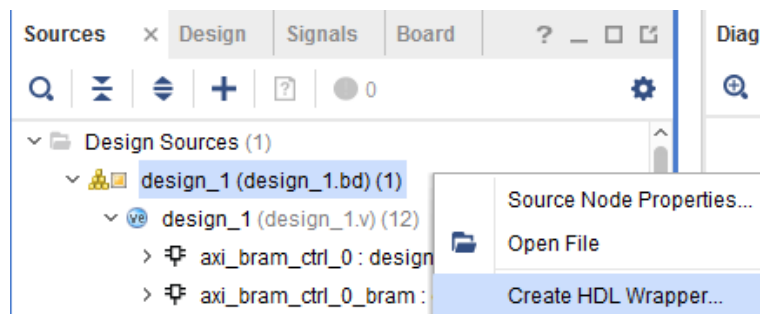 Sources × Design Signals Board ? Diag
0
Design Sources (1)
design_1 (design_1.bd) (1)
Source Node Properties...
design_1 (design_1.v) (12)
Open File
axi_bram_ctrl_0 : design
axi_bram_ctrl_0_bram :
Create HDL Wrapper...